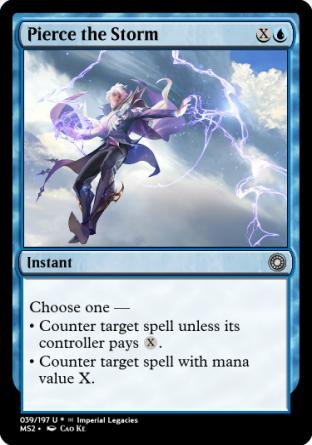 Pierce the Storm X
Instant
Choose one —
• Counter target spell unless its
controller pays X.
• Counter target spell with mana
value X.
039/197 U * ∞ Imperial Legacies
MS2 • Cao Ke